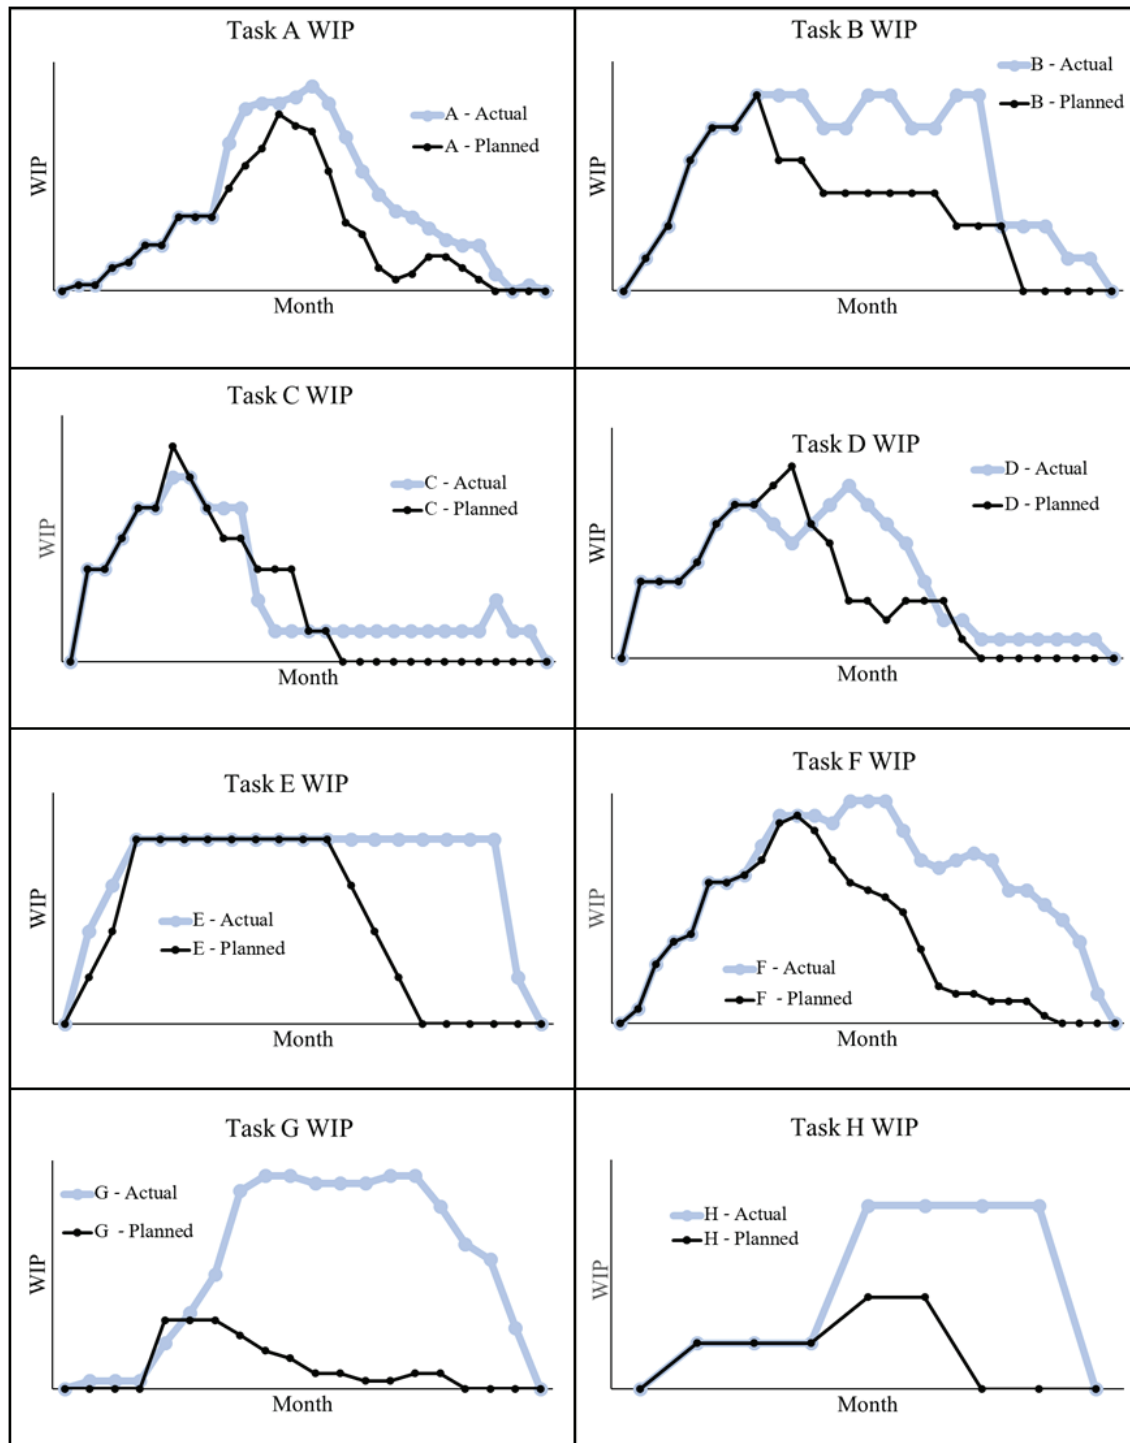 Task A WIP
A - Actual
A - Planned
WIP
Month
Task B WIP
B - Actual
B - Planned
WIP
Month
Task C WIP
C - Actual
C - Planned
WIP
Month
Task D WIP
D - Actual
D - Planned
WIP
Month
Task E WIP
E - Actual
E - Planned
WIP
Month
Task F WIP
F - Actual
F - Planned
WIP
Month
Task G WIP
G - Actual
G - Planned
WIP
Month
Task H WIP
H - Actual
H - Planned
WIP
Month